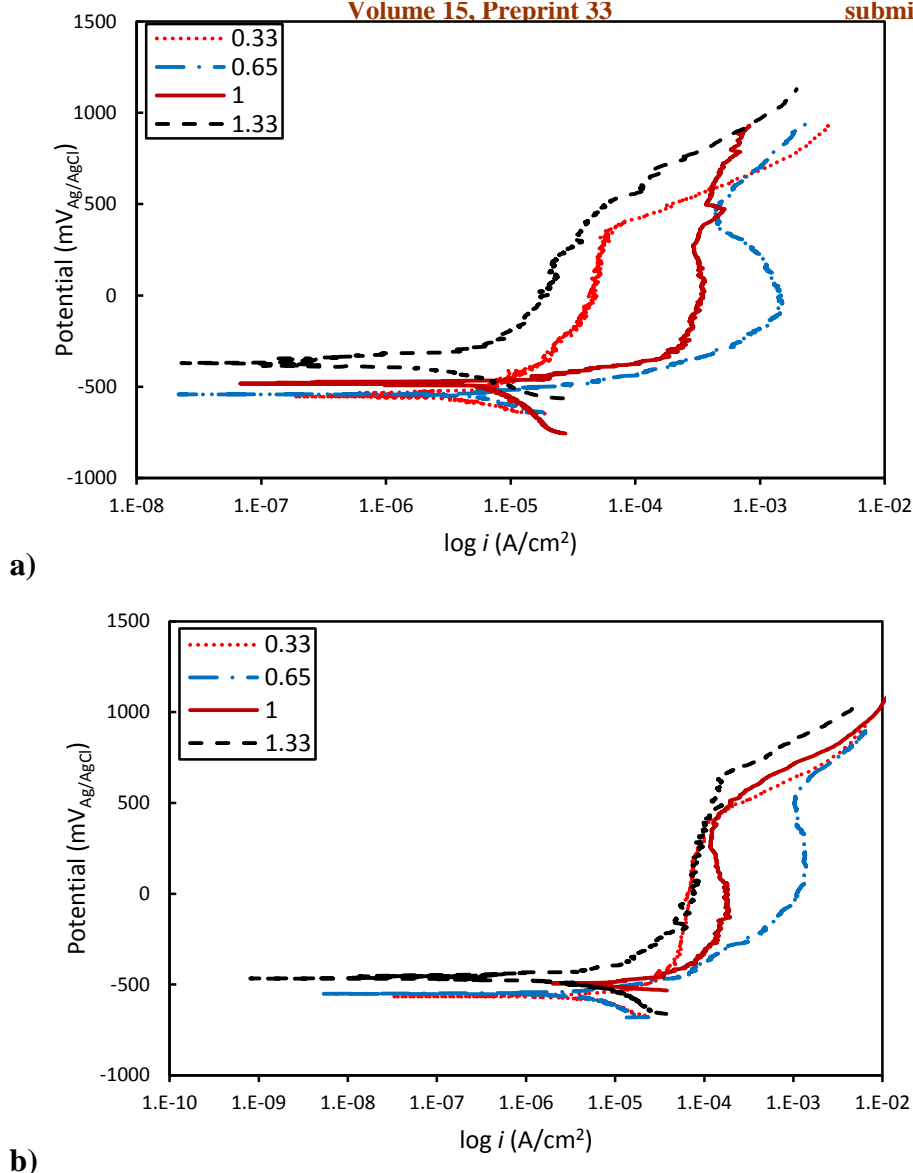 Volume 15, Preprint 33 submi
1500
1000
500
0
-500
-1000
Potential (mVAg/AgCl)
0.33
0.65
1
1.33
1.E-08 1.E-07 1.E-06 1.E-05 1.E-04 1.E-03 1.E-02
log i (A/cm²)
a)
1500
1000
500
0
-500
-1000
Potential (mVAg/AgCl)
0.33
0.65
1
1.33
1.E-10 1.E-09 1.E-08 1.E-07 1.E-06 1.E-05 1.E-04 1.E-03 1.E-02
log i (A/cm²)
b)